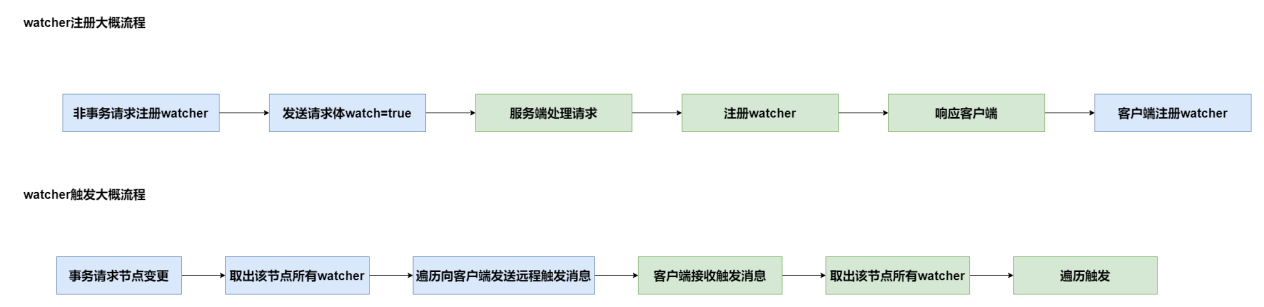 watcher注册大概流程
非事务请求注册watcher
发送请求体watch=true
服务端处理请求
注册watcher
响应客户端
客户端注册watcher
watcher触发大概流程
事务请求节点变更
取出该节点所有watcher
遍历向客户端发送远程触发消息
客户端接收触发消息
取出该节点所有watcher
遍历触发